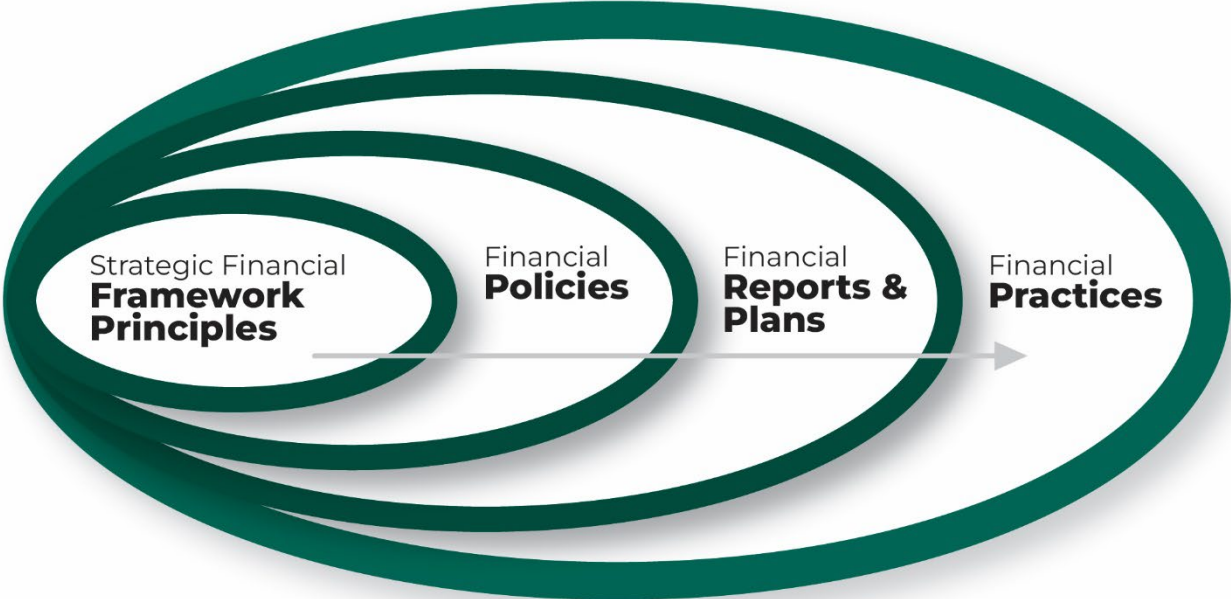 Strategic Financial
Framework
Principles
Financial
Policies
Financial
Reports &
Plans
Financial
Practices